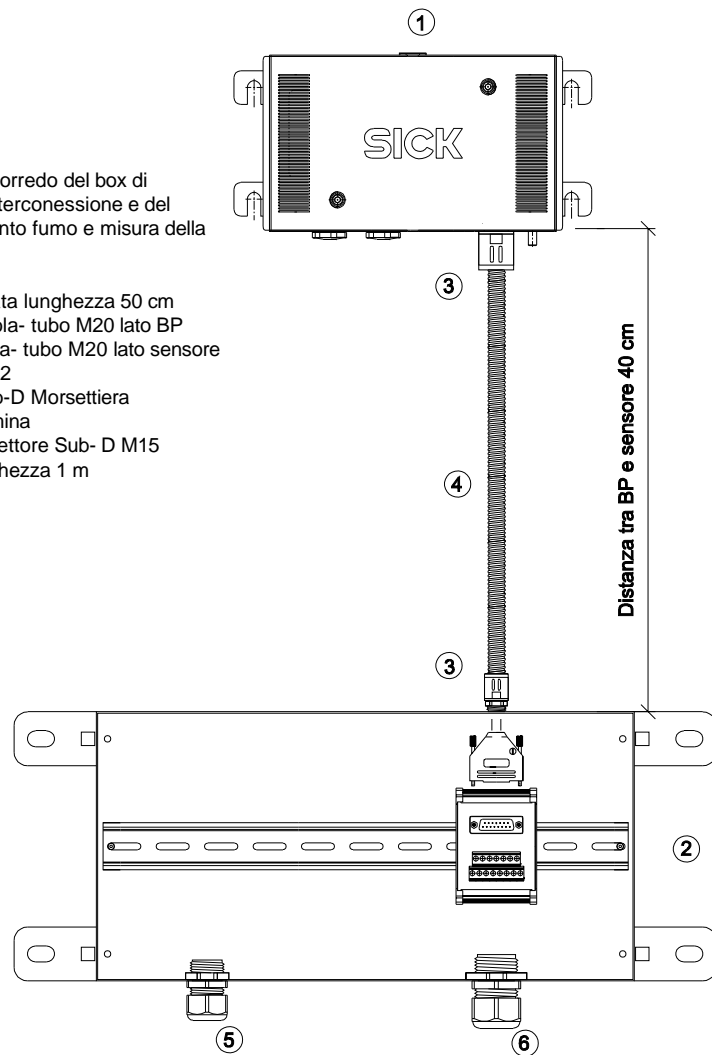 ①
SICK
orredo del box di
terconessione e del
nto fumo e misura della
ta lunghezza 50 cm
ola- tubo M20 lato BP
a- tubo M20 lato sensore
2
o-D Morsettiera
nina
ettore Sub- D M15
hezza 1 m
③
④
Distanza tra BP e sensore 40 cm
③
②
⑤
⑥